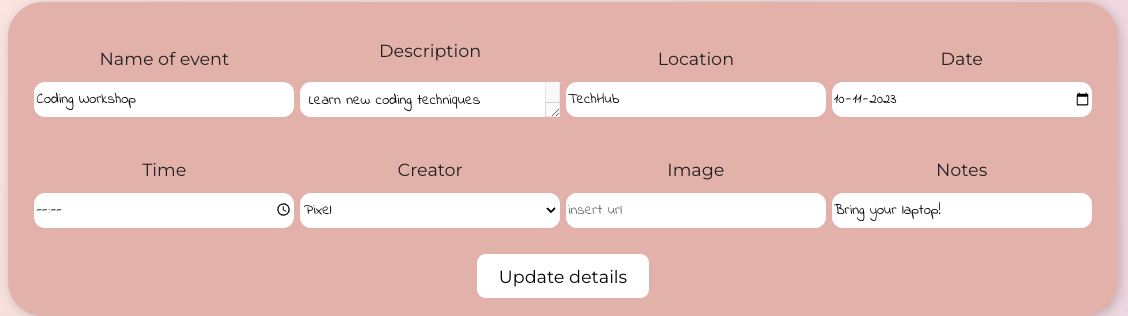 Name of event
Description
Location
Date
Coding Workshop
Learn new coding techniques
TechHub
10-11-2023
Time
Creator
Image
Notes
--:--
Pixel
insert url
Bring your laptop!
Update details